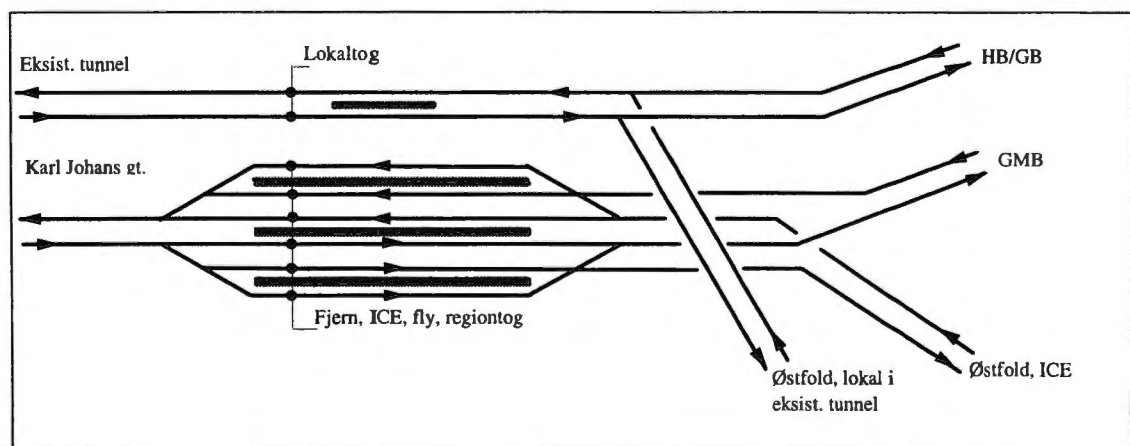 Lokaltog
Eksist. tunnel
HB/GB
Karl Johans gt.
GMB
Fjern, ICE, fly, regiontog
Østfold, lokal i
eksist. tunnel
Østfold, ICE